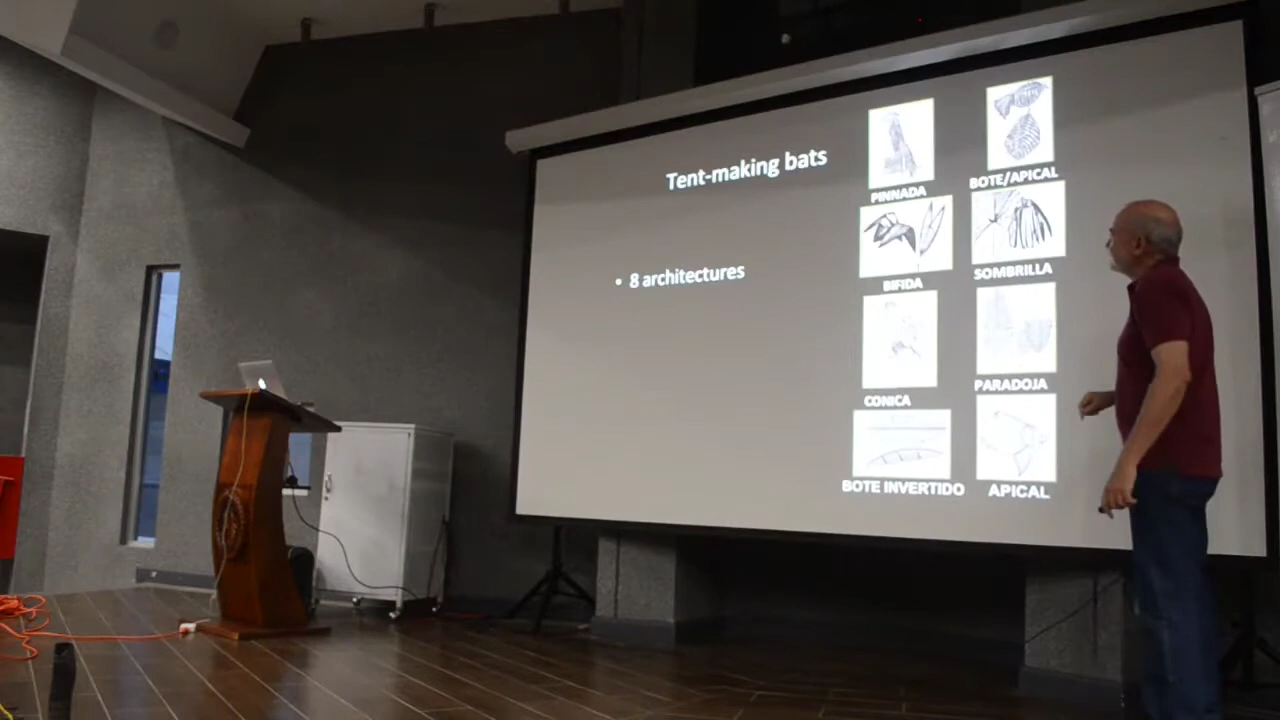 Tent-making bats
• 8 architectures
PINNADA
BOTE/APICAL
BIFIDA
SOMBRILLA
CONICA
PARADOJA
BOTE INVERTIDO
APICAL